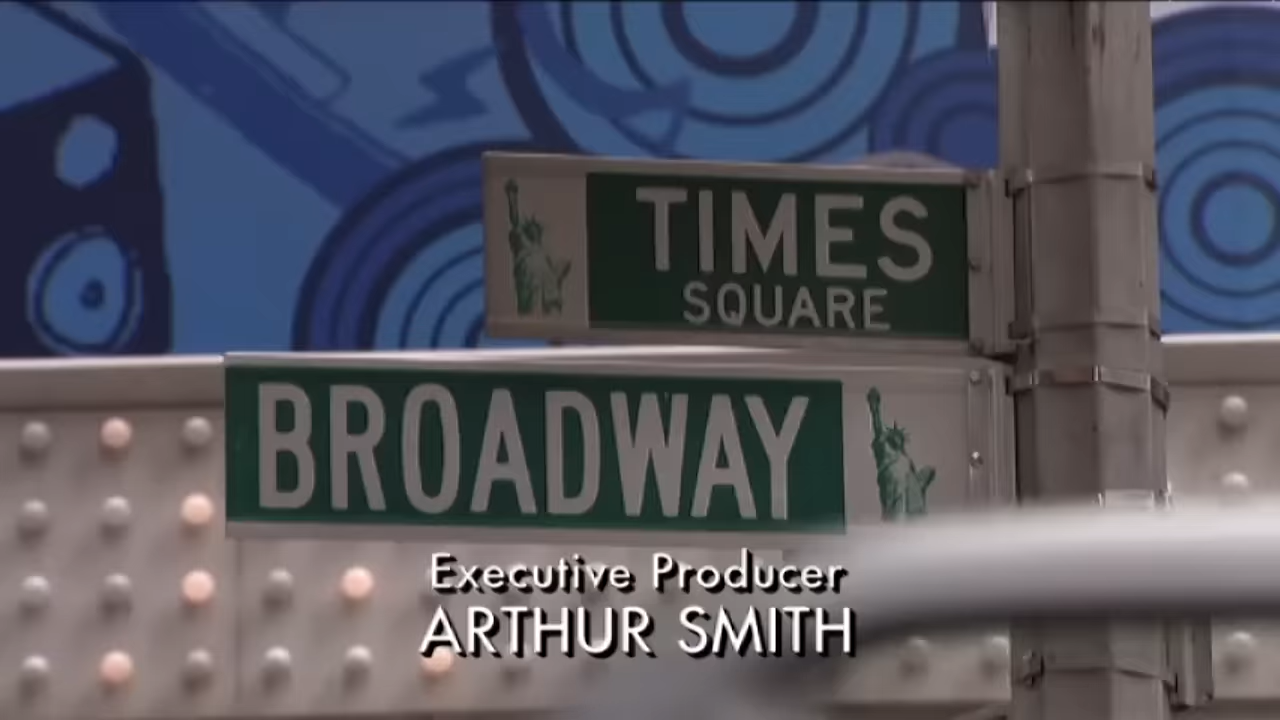 TIMES
SQUARE
BROADWAY
Executive Producer
ARTHUR SMITH